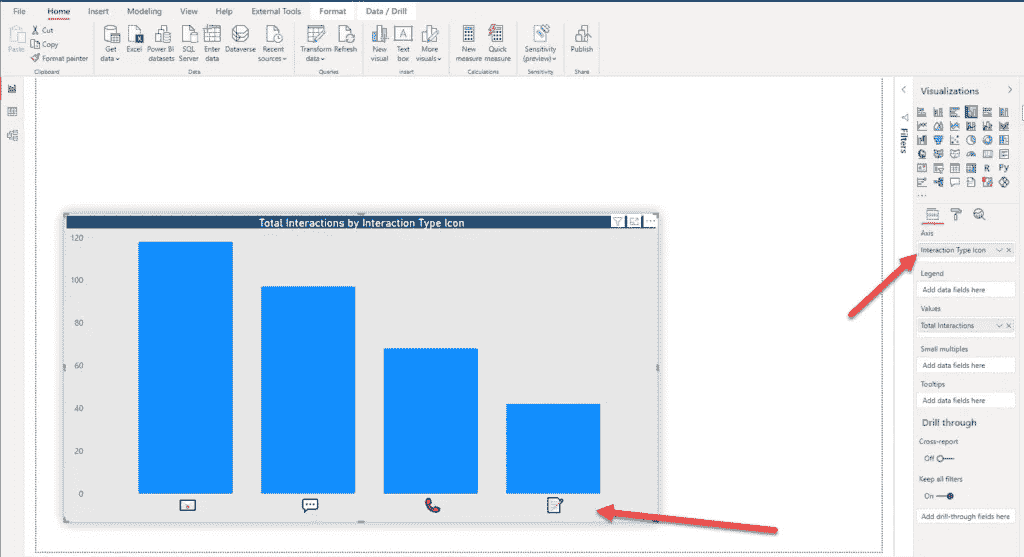 File Home Insert Modeling View Help External Tools Format Data / Drill
Paste
Cut
Copy
Format painter
Clipboard
Get data
Excel
Power BI datasets
SQL Server
Enter data
Dataverse
Recent sources
Data
Transform data
Refresh
Queries
New visual
Text box
More visuals
Insert
New measure
Quick measure
Calculations
Sensitivity (preview)
Sensitivity
Publish
Share
Total Interactions by Interaction Type Icon
120
100
80
60
40
20
0
Filters
Visualizations
R Py
Axis
Interaction Type Icon
Legend
Add data fields here
Values
Total Interactions
Small multiples
Add data fields here
Tooltips
Add data fields here
Drill through
Cross-report
Off
Keep all filters
On
Add drill-through fields here